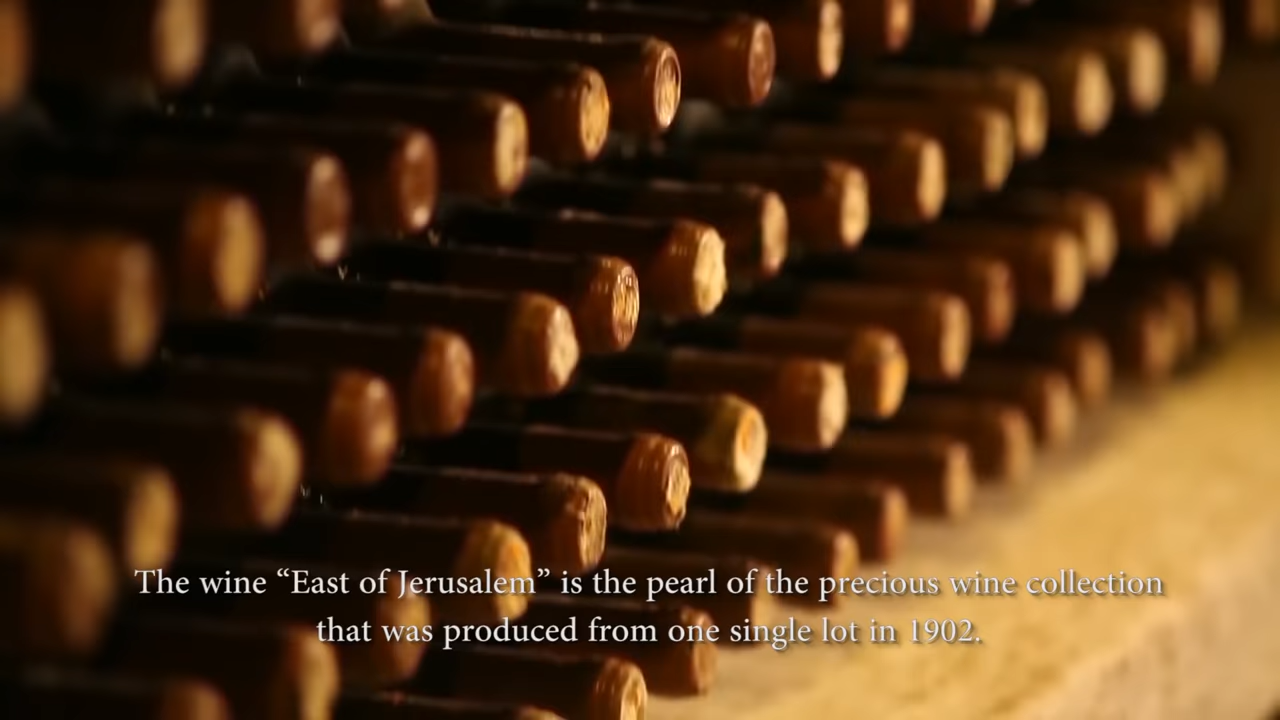 The wine “East of Jerusalem” is the pearl of the precious wine collection
that was produced from one single lot in 1902.